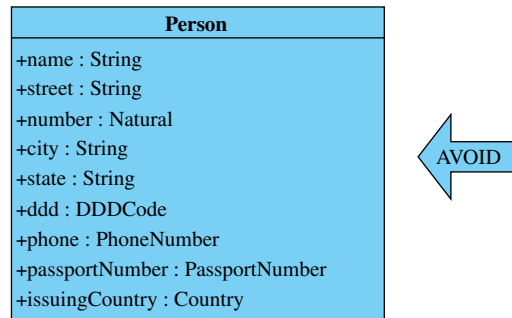 Person
+name : String
+street : String
+number : Natural
+city : String
+state : String
+ddd : DDDCode
+phone : PhoneNumber
+passportNumber : PassportNumber
+issuingCountry : Country
AVOID